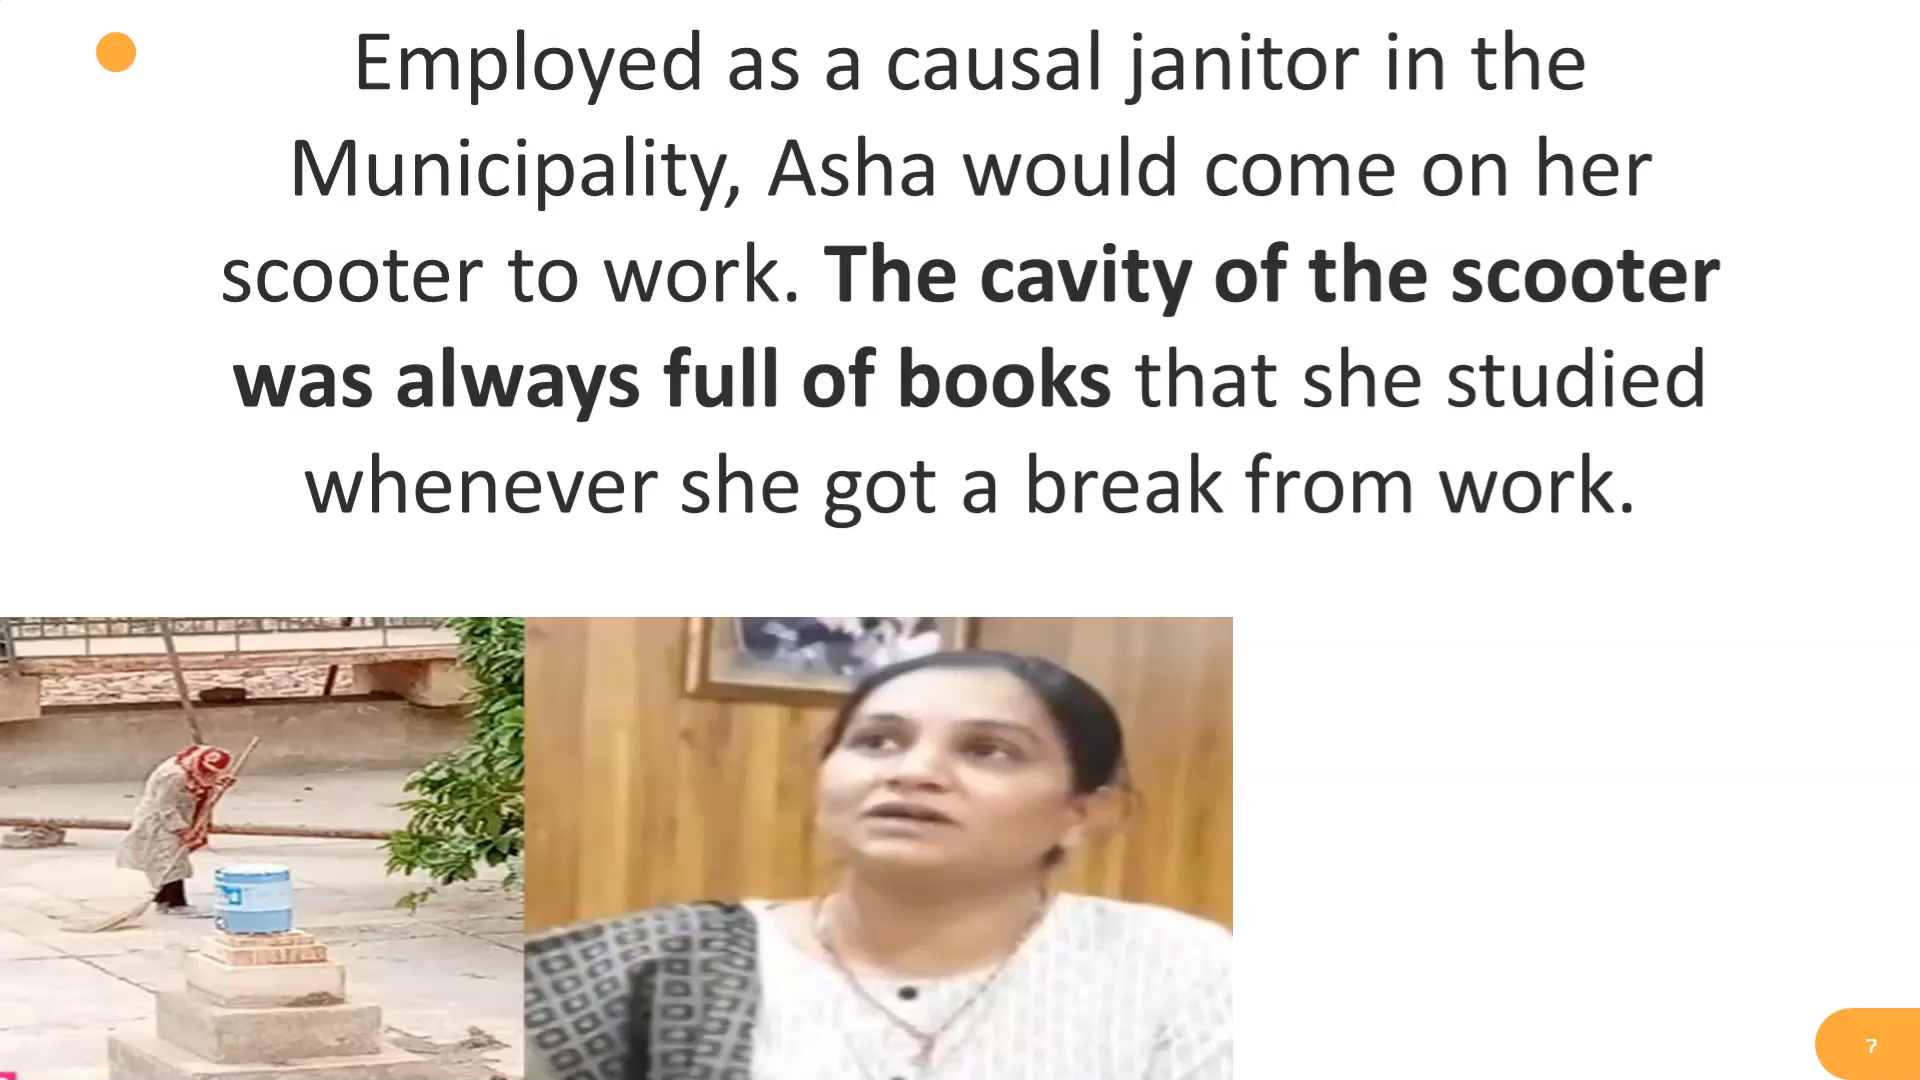 Employed as a causal janitor in the
Municipality, Asha would come on her
scooter to work. The cavity of the scooter
was always full of books that she studied
whenever she got a break from work.
7